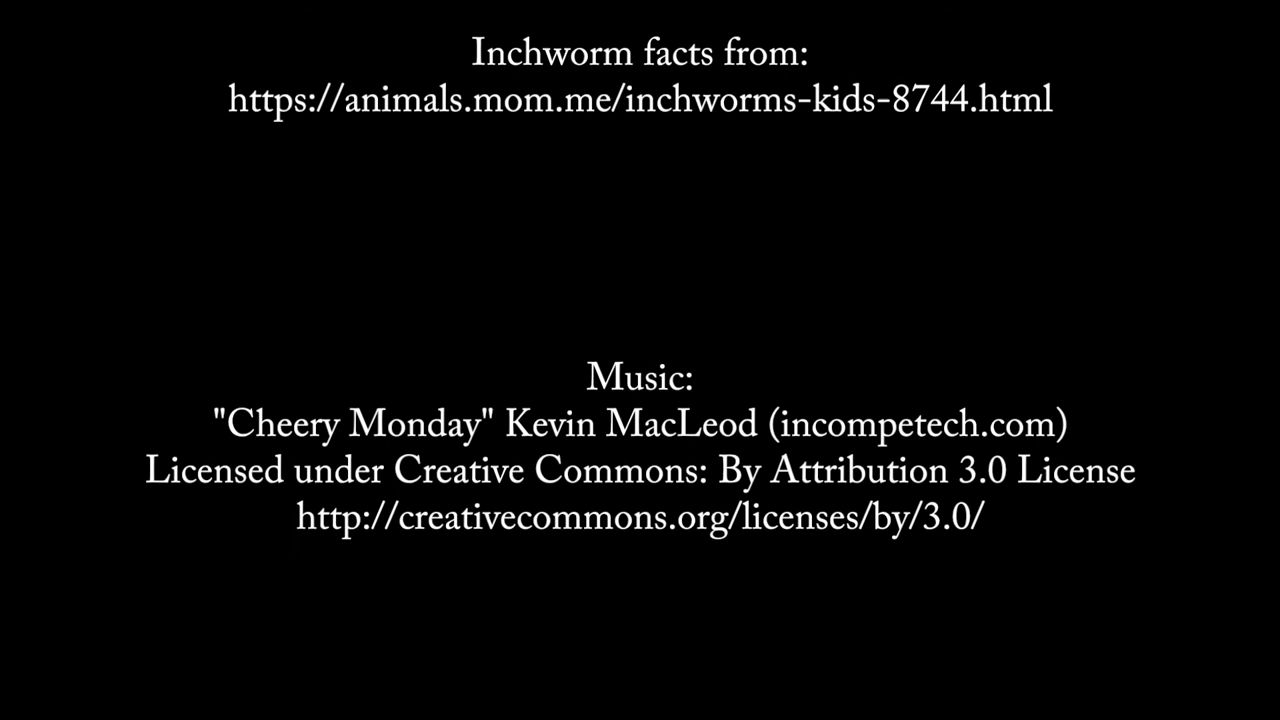 Inchworm facts from:
https://animals.mom.me/inchworms-kids-8744.html
Music:
"Cheery Monday" Kevin MacLeod (incompetech.com)
Licensed under Creative Commons: By Attribution 3.0 License
http://creativecommons.org/licenses/by/3.0/